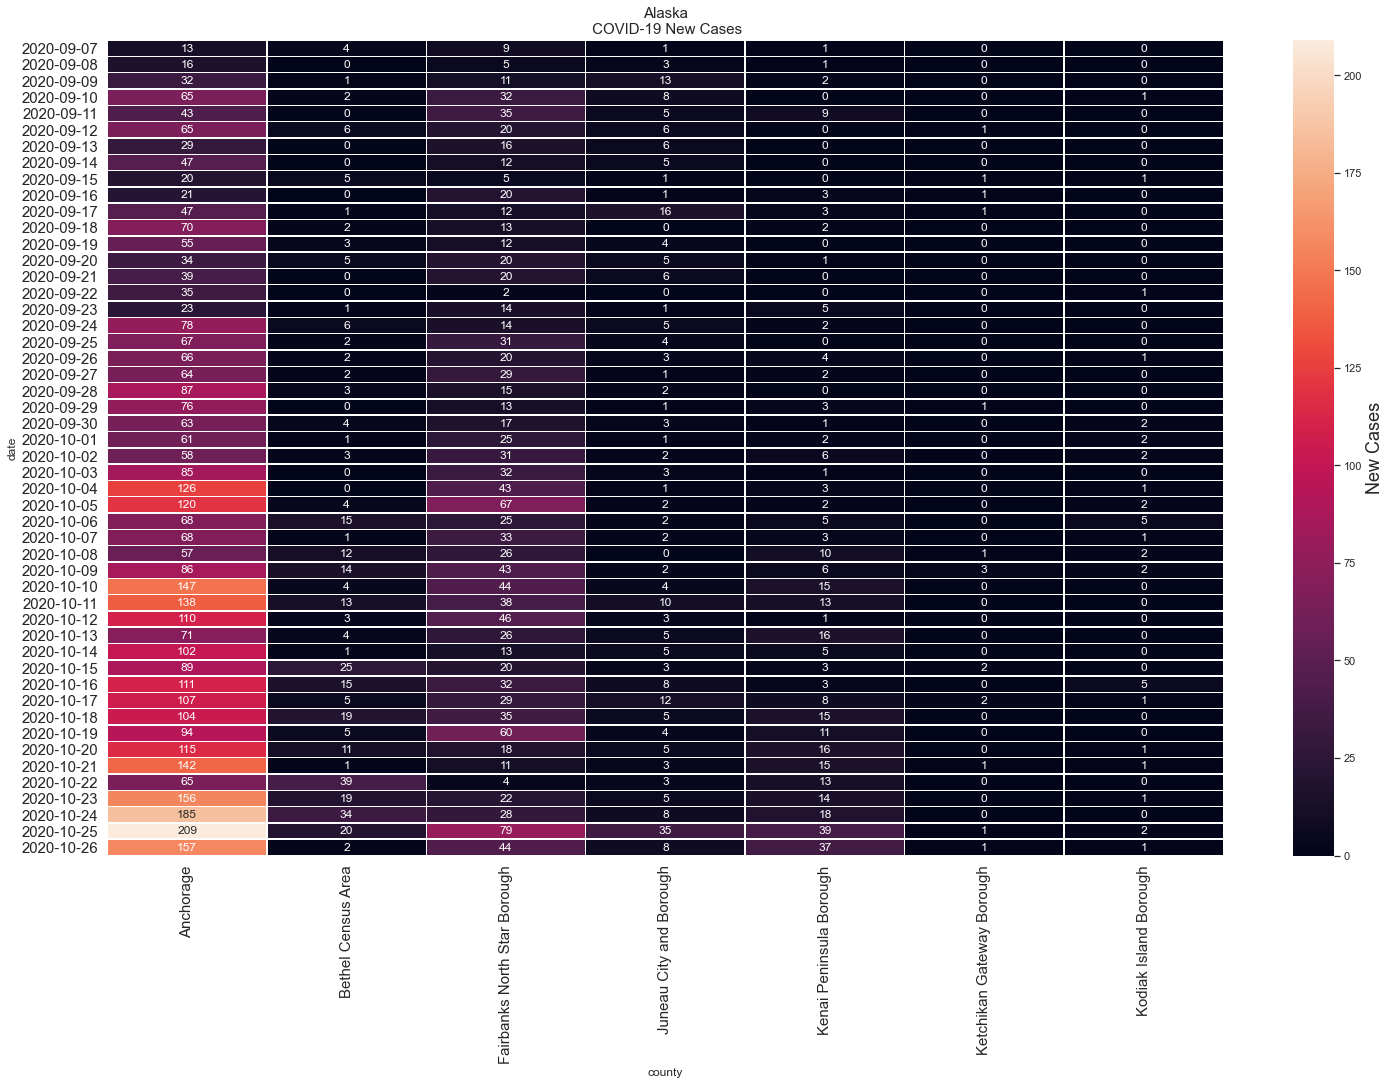 Alaska
COVID-19 New Cases
2020-09-07 13 4 9 1 1 0 0
2020-09-08 16 0 5 3 1 0 0
2020-09-09 32 1 11 13 2 0 0
2020-09-10 65 2 32 8 0 0 1
2020-09-11 43 0 35 5 9 0 0
2020-09-12 65 6 20 6 0 1 0
2020-09-13 29 0 16 6 0 0 0
2020-09-14 47 0 12 5 0 0 0
2020-09-15 20 5 5 1 0 1 1
2020-09-16 21 0 20 1 3 1 0
2020-09-17 47 1 12 16 3 1 0
2020-09-18 70 2 13 0 2 0 0
2020-09-19 55 3 12 4 0 0 0
2020-09-20 34 5 20 5 1 0 0
2020-09-21 39 0 20 6 0 0 0
2020-09-22 35 0 2 0 0 0 1
2020-09-23 23 1 14 1 5 0 0
2020-09-24 78 6 14 5 2 0 0
2020-09-25 67 2 31 4 0 0 0
2020-09-26 66 2 20 3 4 0 1
2020-09-27 64 2 29 1 2 0 0
2020-09-28 87 3 15 2 0 0 0
2020-09-29 76 0 13 1 3 1 0
2020-09-30 63 4 17 3 1 0 2
2020-10-01 61 1 25 1 2 0 2
2020-10-02 58 3 31 2 6 0 2
2020-10-03 85 0 32 3 1 0 0
2020-10-04 126 0 43 1 3 0 1
2020-10-05 120 4 67 2 2 0 2
2020-10-06 68 15 25 2 5 0 5
2020-10-07 68 1 33 2 3 0 1
2020-10-08 57 12 26 0 10 1 2
2020-10-09 86 14 43 2 6 3 2
2020-10-10 147 4 44 4 15 0 0
2020-10-11 138 13 38 10 13 0 0
2020-10-12 110 3 46 3 1 0 0
2020-10-13 71 4 26 5 16 0 0
2020-10-14 102 1 13 5 5 0 0
2020-10-15 89 25 20 3 3 2 0
2020-10-16 111 15 32 8 3 0 5
2020-10-17 107 5 29 12 8 2 1
2020-10-18 104 19 35 5 15 0 0
2020-10-19 94 5 60 4 11 0 0
2020-10-20 115 11 18 5 16 0 1
2020-10-21 142 1 11 3 15 1 1
2020-10-22 65 39 4 3 13 0 0
2020-10-23 156 19 22 5 14 0 1
2020-10-24 185 34 28 8 18 0 0
2020-10-25 209 20 79 35 39 1 2
2020-10-26 157 2 44 8 37 1 1
date
Anchorage
Bethel Census Area
Fairbanks North Star Borough
Juneau City and Borough
Kenai Peninsula Borough
Ketchikan Gateway Borough
Kodiak Island Borough
county
200
175
150
125
100
75
50
25
0
New Cases